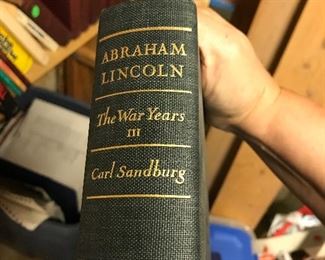 ABRAHAM
LINCOLN
The War Years
III
Carl Sandburg